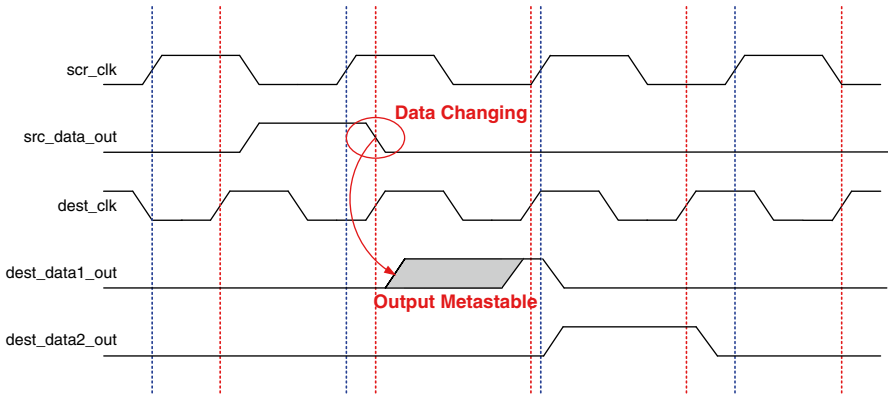 scr_clk
Data Changing
src_data_out
dest_clk
dest_data1_out
Output Metastable
dest_data2_out